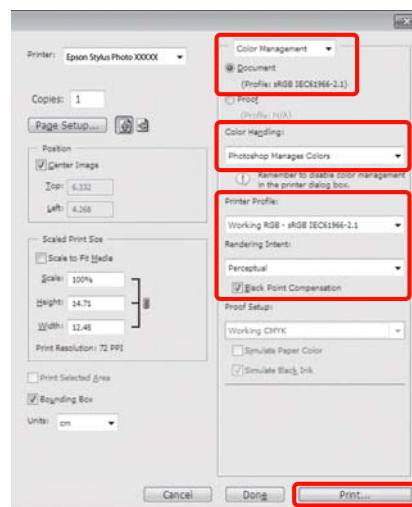 Printer: Epson Stylus Photo XXXXX
Copies: 1
Page Setup...
Position
Center Image
Top: 6.332
Left: 4.268
Scaled Print Size
Scale to Fit Media
Scale: 100%
Height: 14.71
Width: 12.48
Print Resolution: 72 PPI
Print Selected Area
Bounding Box
Units: cm
Color Management
Document
(Profile: sRGB IEC61966-2.1)
Proof
(Profile: N/A)
Color Handling:
Photoshop Manages Colors
Remember to disable color management
in the printer dialog box.
Printer Profile:
Working RGB - sRGB IEC61966-2.1
Rendering Intent:
Perceptual
Black Point Compensation
Proof Setup:
Working CMYK
Simulate Paper Color
Simulate Black Ink
Cancel
Done
Print...